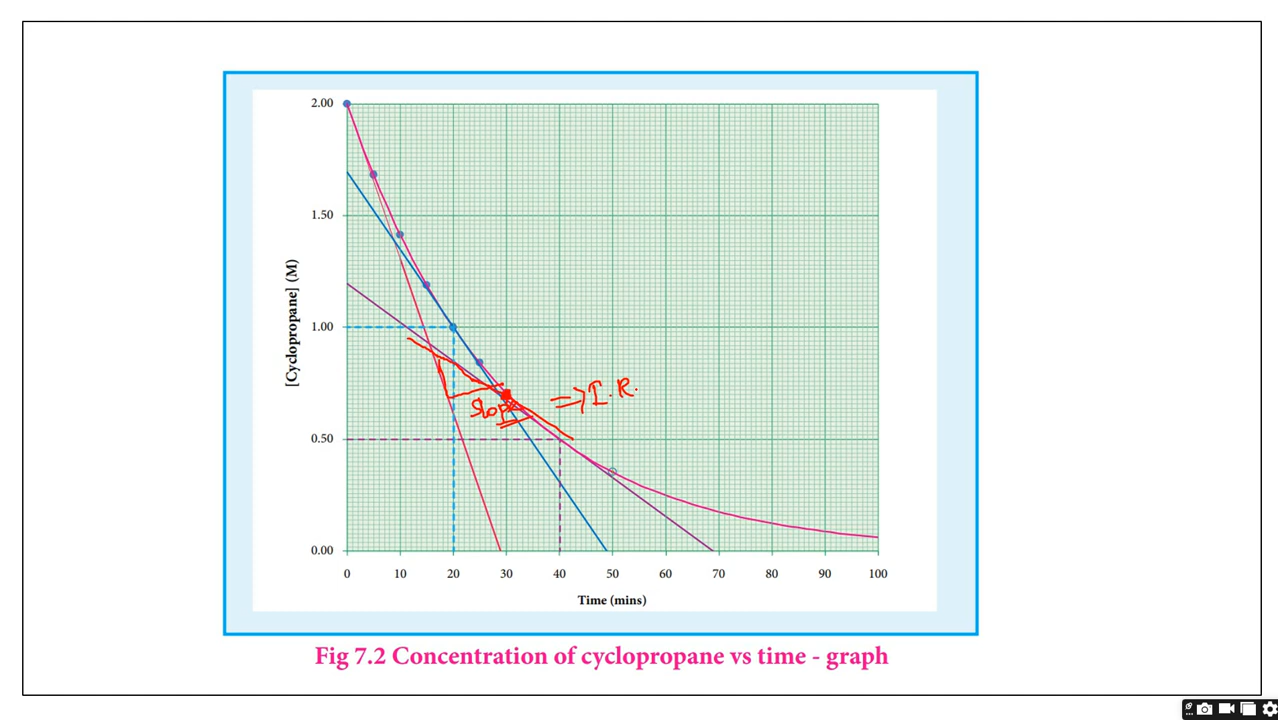 2.00
1.50
1.00
0.50
0.00
[Cyclopropane] (M)
Slope
=> I.R.
0 10 20 30 40 50 60 70 80 90 100
Time (mins)
Fig 7.2 Concentration of cyclopropane vs time - graph